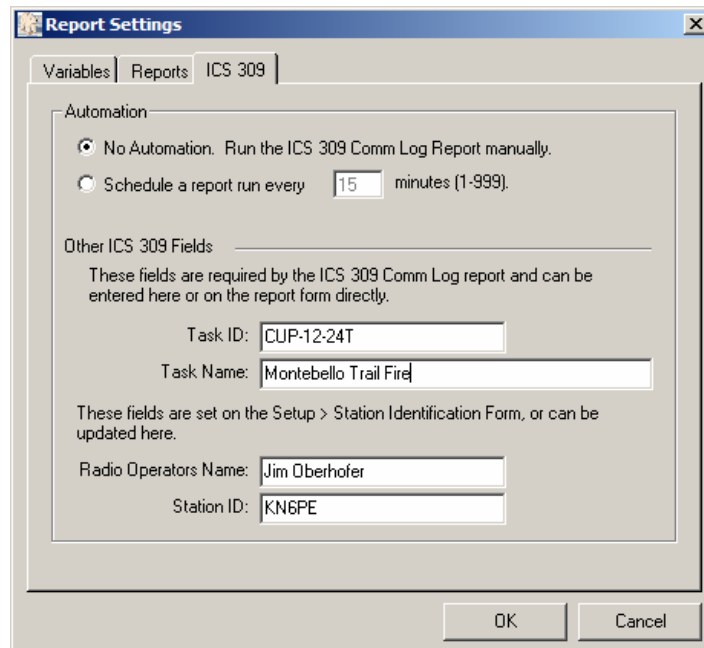 Report Settings
Variables Reports ICS 309
Automation
No Automation. Run the ICS 309 Comm Log Report manually.
Schedule a report run every 15 minutes (1-999).
Other ICS 309 Fields
These fields are required by the ICS 309 Comm Log report and can be
entered here or on the report form directly.
Task ID: CUP-12-24T
Task Name: Montebello Trail Fire
These fields are set on the Setup > Station Identification Form, or can be
updated here.
Radio Operators Name: Jim Oberhofer
Station ID: KN6PE
OK Cancel